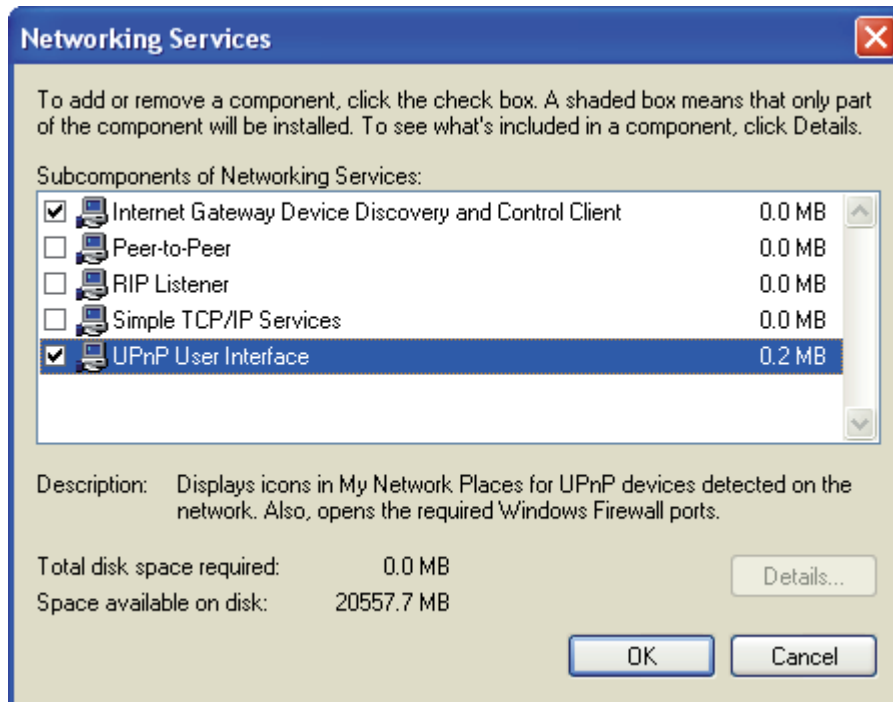 Networking Services
To add or remove a component, click the check box. A shaded box means that only part
of the component will be installed. To see what's included in a component, click Details.
Subcomponents of Networking Services:
Internet Gateway Device Discovery and Control Client 0.0 MB
Peer-to-Peer 0.0 MB
RIP Listener 0.0 MB
Simple TCP/IP Services 0.0 MB
UPnP User Interface 0.2 MB
Description: Displays icons in My Network Places for UPnP devices detected on the
network. Also, opens the required Windows Firewall ports.
Total disk space required: 0.0 MB
Details...
Space available on disk: 20557.7 MB
OK Cancel